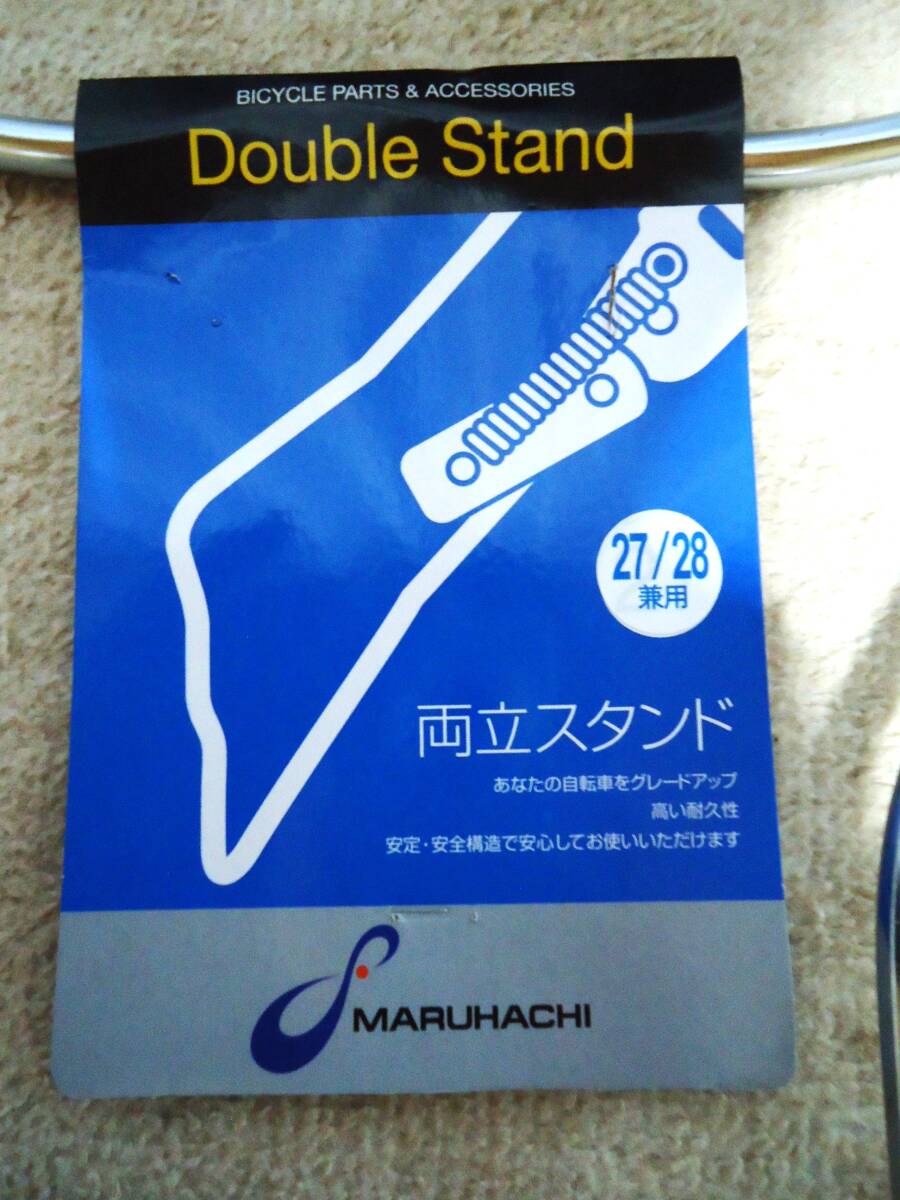 BICYCLE PARTS & ACCESSORIES
Double Stand
27/28
兼用
両立スタンド
あなたの自転車をグレードアップ
高い耐久性
安定・安全構造で安心してお使いいただけます
MARUHACHI